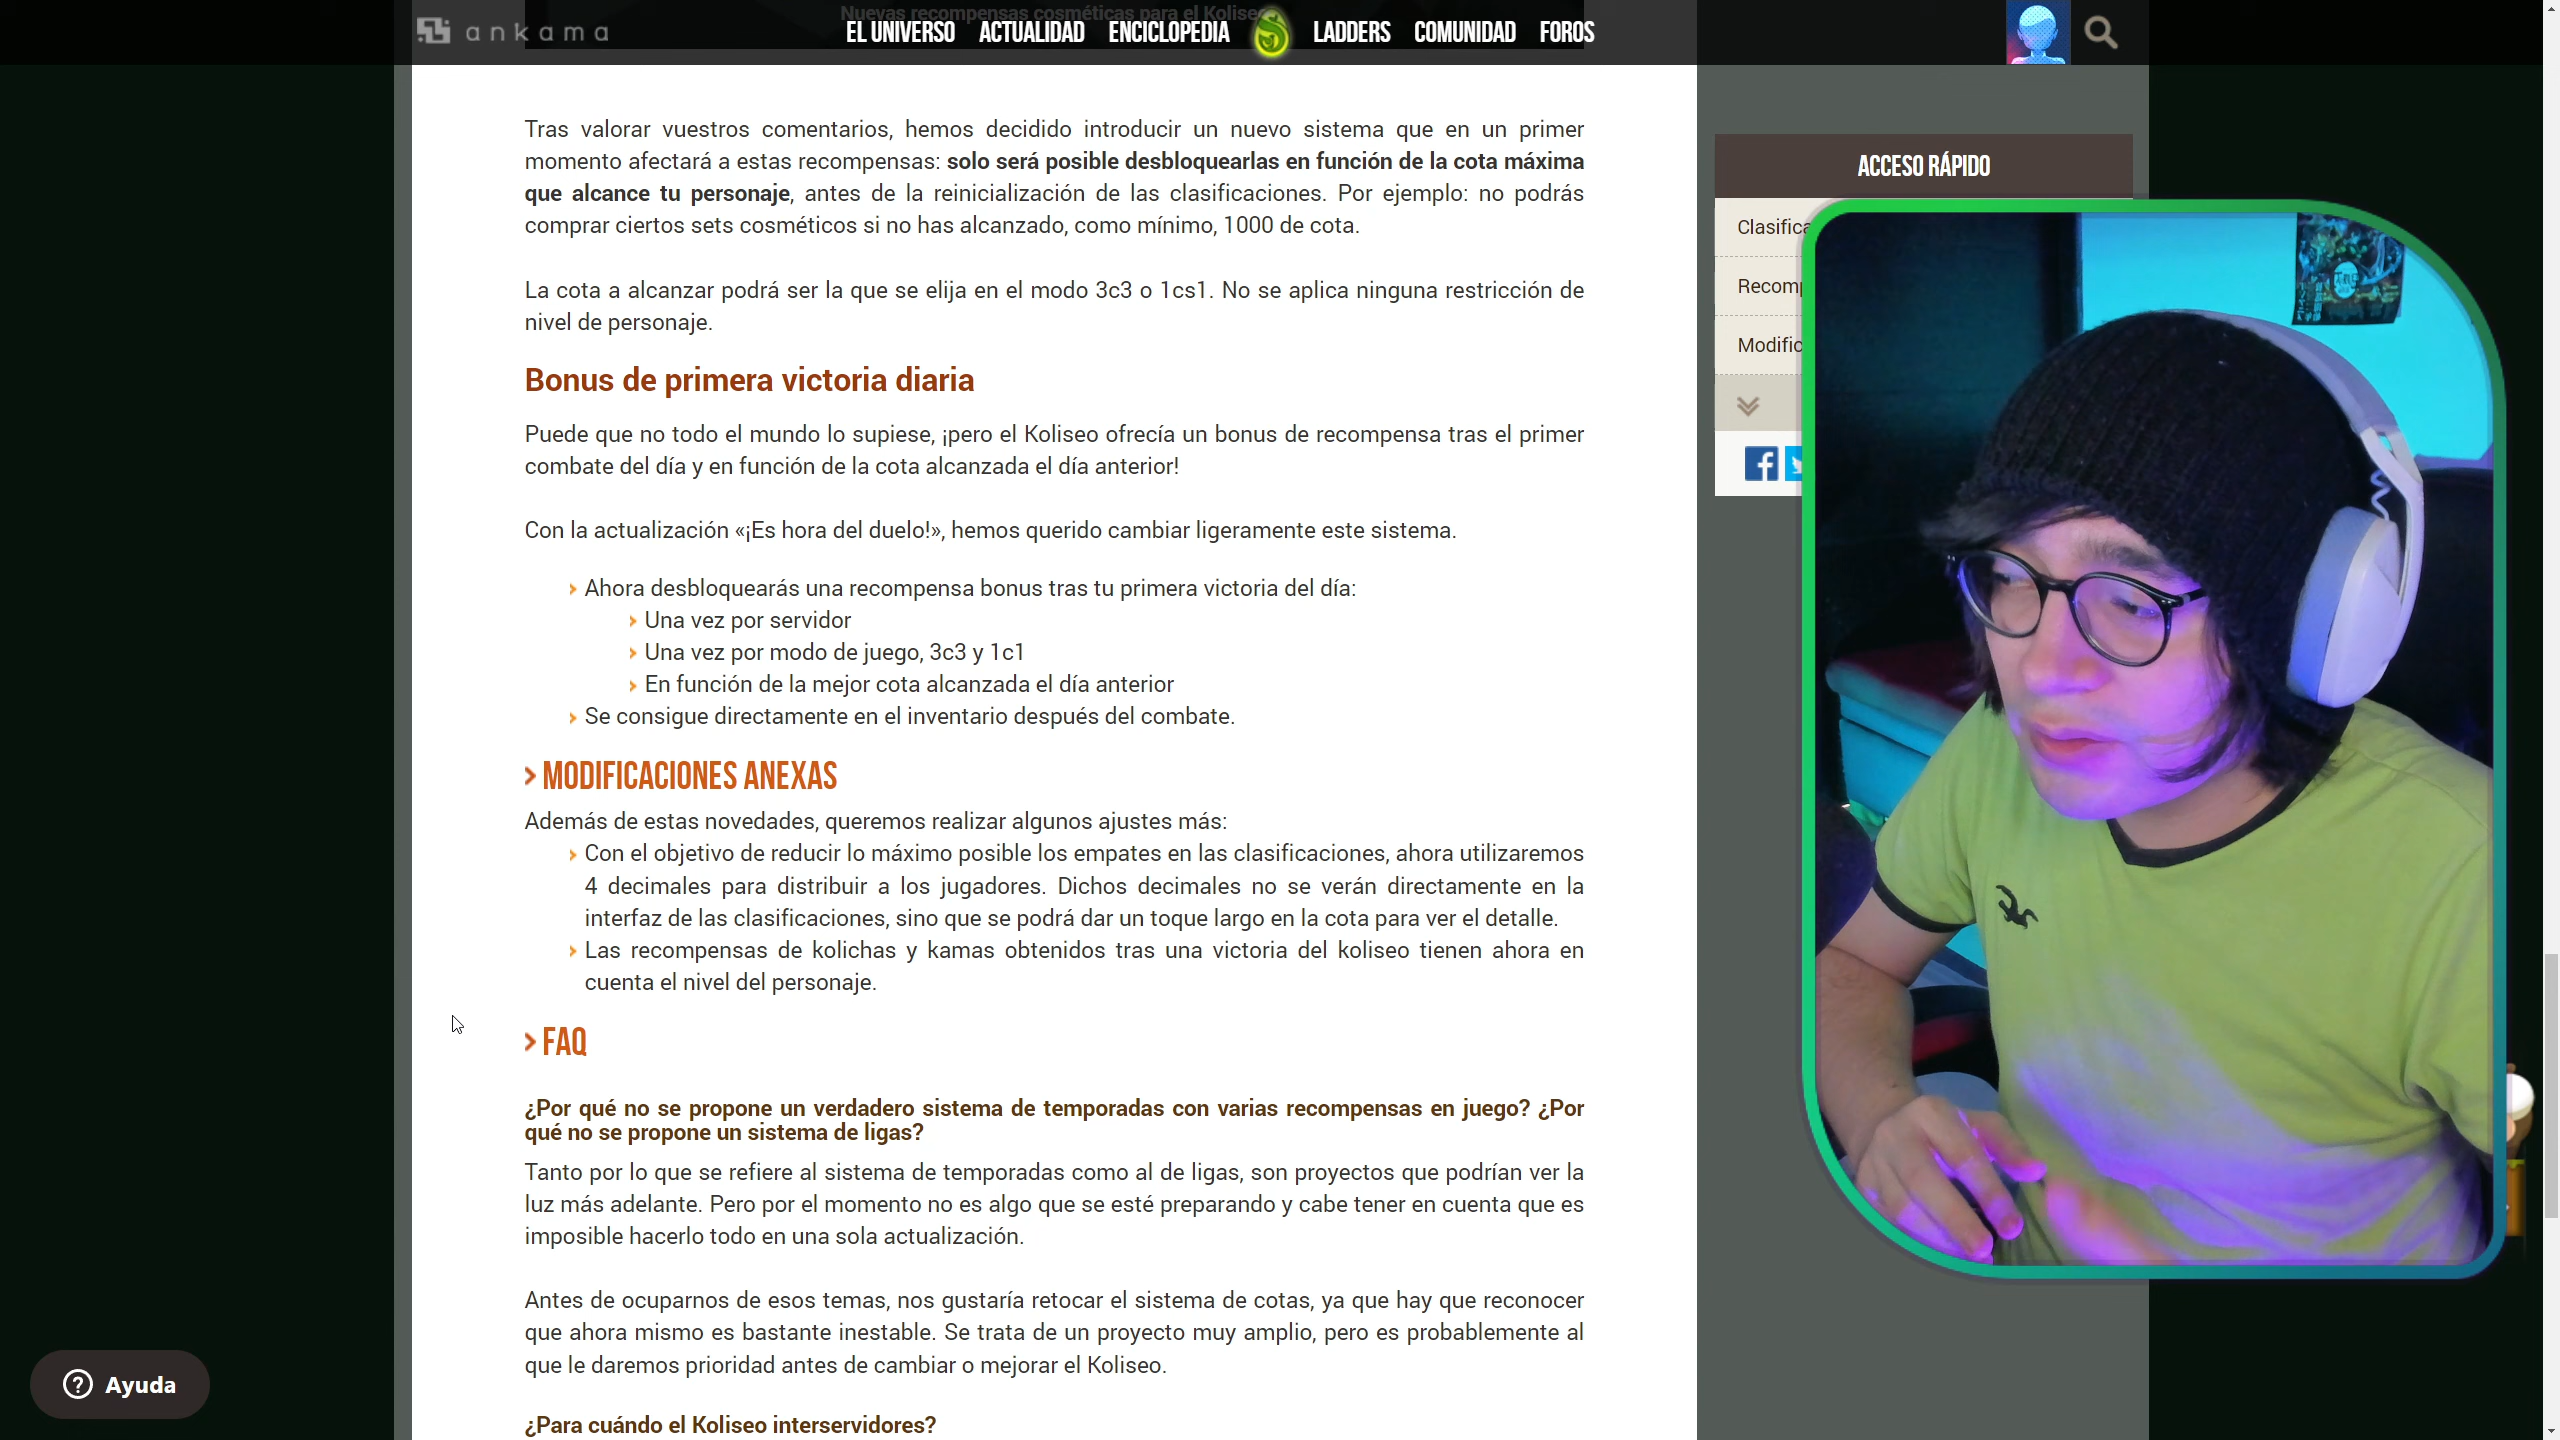 Nuevas recompensas cosméticas para el Koliseo
ankama
EL UNIVERSO ACTUALIDAD ENCICLOPEDIA LADDERS COMUNIDAD FOROS
Tras valorar vuestros comentarios, hemos decidido introducir un nuevo sistema que en un primer
momento afectará a estas recompensas: solo será posible desbloquearlas en función de la cota máxima
que alcance tu personaje, antes de la reinicialización de las clasificaciones. Por ejemplo: no podrás
comprar ciertos sets cosméticos si no has alcanzado, como mínimo, 1000 de cota.
La cota a alcanzar podrá ser la que se elija en el modo 3c3 o 1cs1. No se aplica ninguna restricción de
nivel de personaje.
Bonus de primera victoria diaria
Puede que no todo el mundo lo supiese, ¡pero el Koliseo ofrecía un bonus de recompensa tras el primer
combate del día y en función de la cota alcanzada el día anterior!
Con la actualización «¡Es hora del duelo!», hemos querido cambiar ligeramente este sistema.
Ahora desbloquearás una recompensa bonus tras tu primera victoria del día:
Una vez por servidor
Una vez por modo de juego, 3c3 y 1c1
En función de la mejor cota alcanzada el día anterior
Se consigue directamente en el inventario después del combate.
MODIFICACIONES ANEXAS
Además de estas novedades, queremos realizar algunos ajustes más:
Con el objetivo de reducir lo máximo posible los empates en las clasificaciones, ahora utilizaremos
4 decimales para distribuir a los jugadores. Dichos decimales no se verán directamente en la
interfaz de las clasificaciones, sino que se podrá dar un toque largo en la cota para ver el detalle.
Las recompensas de kolichas y kamas obtenidos tras una victoria del koliseo tienen ahora en
cuenta el nivel del personaje.
FAQ
¿Por qué no se propone un verdadero sistema de temporadas con varias recompensas en juego? ¿Por
qué no se propone un sistema de ligas?
Tanto por lo que se refiere al sistema de temporadas como al de ligas, son proyectos que podrían ver la
luz más adelante. Pero por el momento no es algo que se esté preparando y cabe tener en cuenta que es
imposible hacerlo todo en una sola actualización.
Antes de ocuparnos de esos temas, nos gustaría retocar el sistema de cotas, ya que hay que reconocer
que ahora mismo es bastante inestable. Se trata de un proyecto muy amplio, pero es probablemente al
que le daremos prioridad antes de cambiar o mejorar el Koliseo.
¿Para cuándo el Koliseo interservidores?
ACCESO RÁPIDO
Clasifica
Recomp
Modific
Ayuda